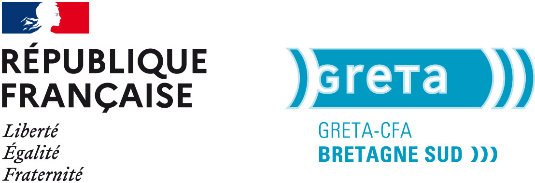 RÉPUBLIQUE
FRANÇAISE
Liberté
Égalité
Fraternité
GreTa
GRETA-CFA
BRETAGNE SUD